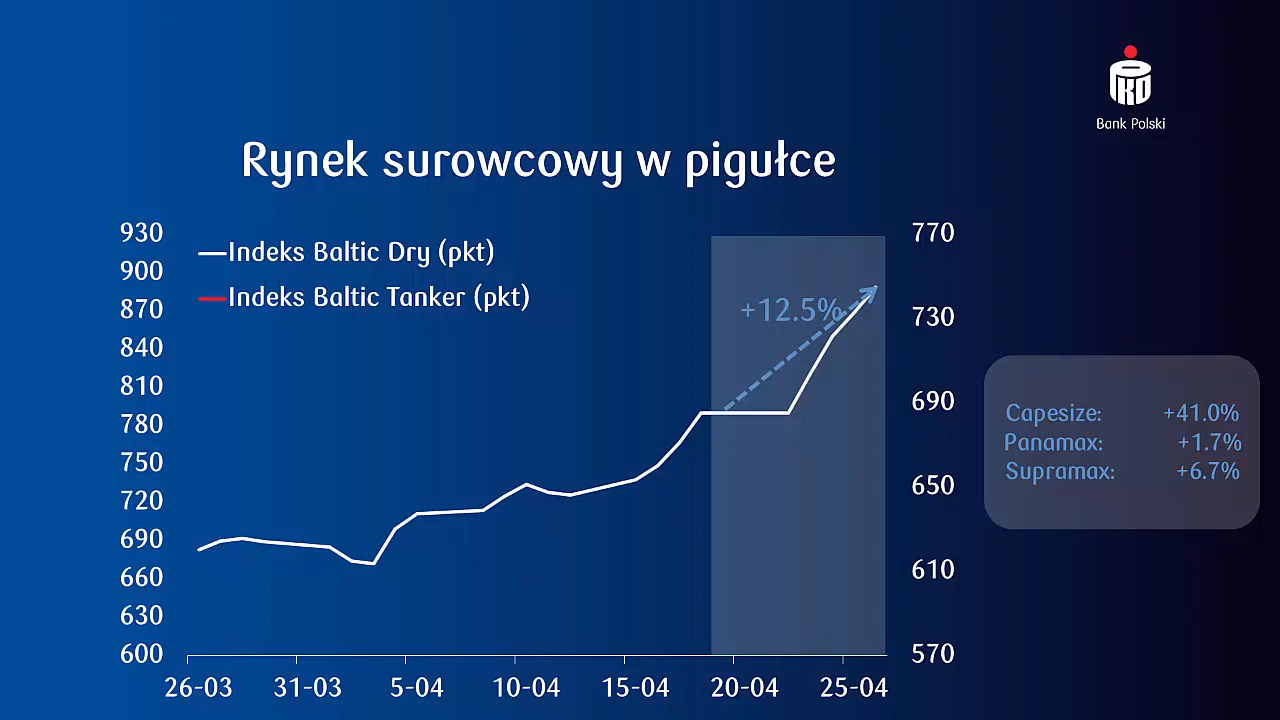 PKO
Bank Polski
Rynek surowcowy w pigułce
930
900
870
840
810
780
750
720
690
660
630
600
Indeks Baltic Dry (pkt)
Indeks Baltic Tanker (pkt)
+12.5%
770
730
690
650
610
570
Capesize: +41.0%
Panamax: +1.7%
Supramax: +6.7%
26-03 31-03 5-04 10-04 15-04 20-04 25-04